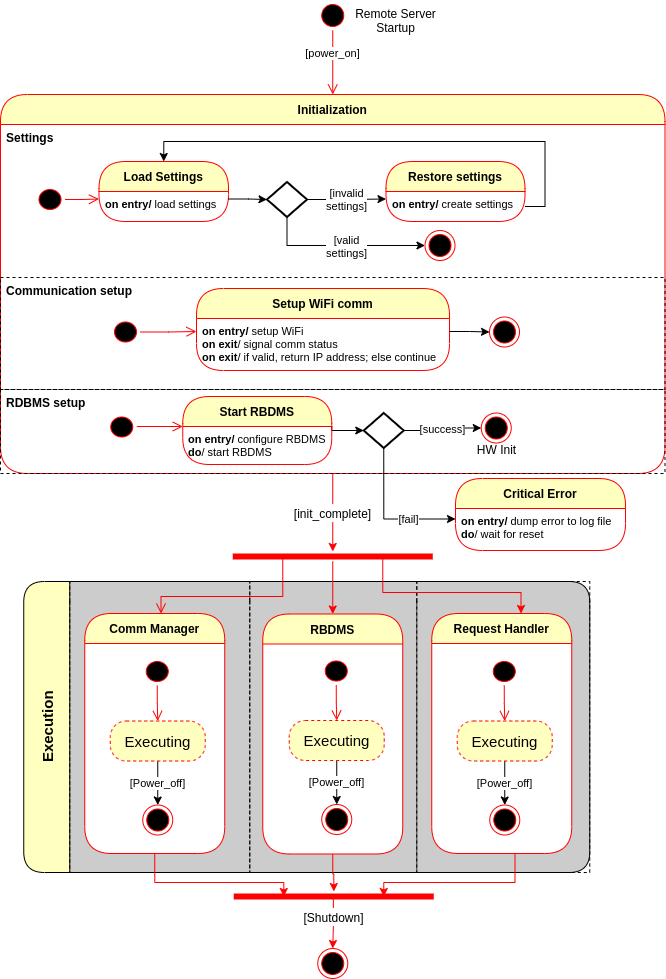 Remote Server
Startup
[power_on]
Initialization
Settings
Load Settings
on entry/ load settings
[invalid
settings]
Restore settings
on entry/ create settings
[valid
settings]
Communication setup
Setup WiFi comm
on entry/ setup WiFi
on exit/ signal comm status
on exit/ if valid, return IP address; else continue
RDBMS setup
Start RBDMS
on entry/ configure RBDMS
do/ start RBDMS
[success]
HW Init
[init_complete]
[fail]
Critical Error
on entry/ dump error to log file
do/ wait for reset
Execution
Comm Manager
Executing
[Power_off]
RBDMS
Executing
[Power_off]
Request Handler
Executing
[Power_off]
[Shutdown]